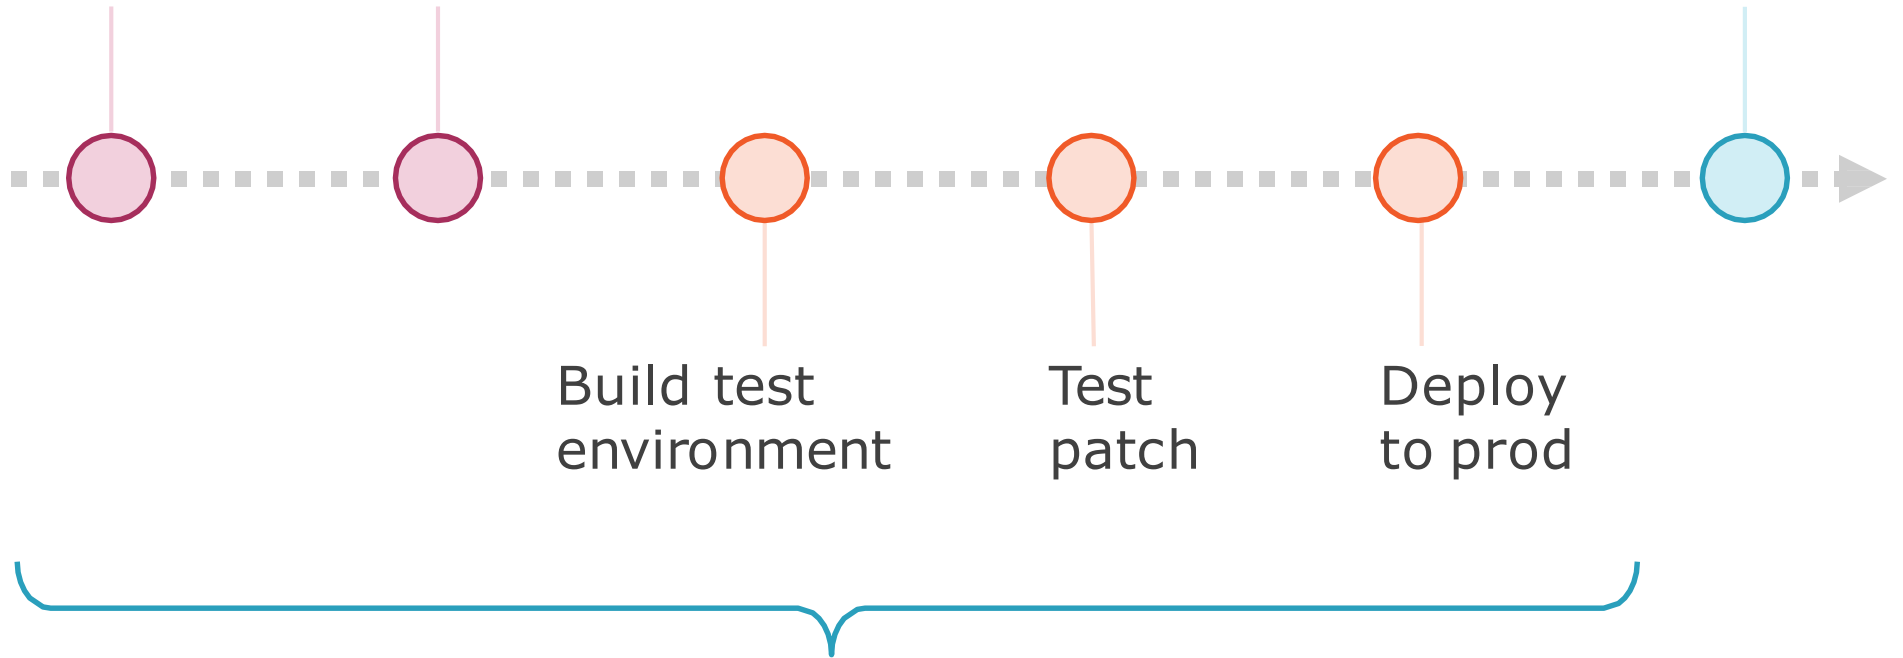 Build test
environment
Test
patch
Deploy
to prod